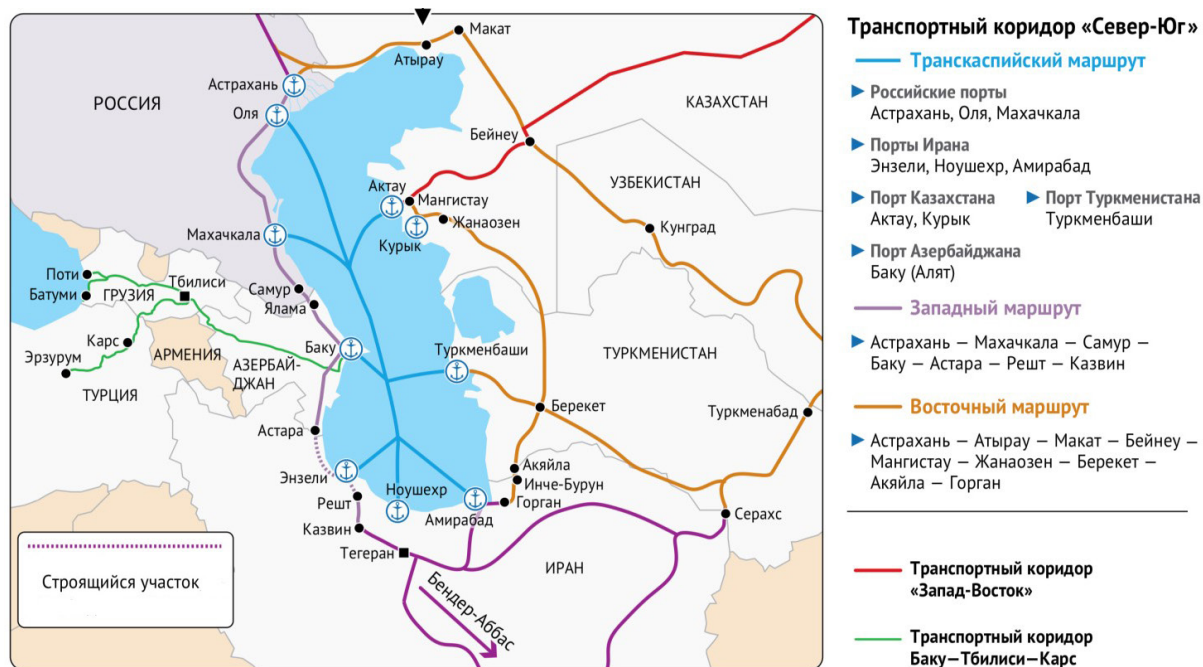 Макат
Атырау
Астрахань
РОССИЯ
Оля
КАЗАХСТАН
Бейнеу
УЗБЕКИСТАН
Актау
Мангистау
Жанаозен
Курык
Кунград
Махачкала
Поти
Тбилиси
Батуми
ГРУЗИЯ
Самур
Ялама
Карс
АРМЕНИЯ
Баку
Туркменбаши
ТУРКМЕНИСТАН
Эрзурум
АЗЕРБАЙ-
ДЖАН
ТУРЦИЯ
Берекет
Туркменабад
Астара
Акяйла
Энзели
Инче-Бурун
Ноушехр
Решт
Горган
Амирабад
Серахс
Казвин
Тегеран
ИРАН
Бендер-Аббас
Строящийся участок
Транспортный коридор «Север-Юг»
Транскаспийский маршрут
Российские порты
Астрахань, Оля, Махачкала
Порты Ирана
Энзели, Ноушехр, Амирабад
Порт Казахстана
Актау, Курык
Порт Туркменистана
Туркменбаши
Порт Азербайджана
Баку (Алят)
Западный маршрут
Астрахань – Махачкала – Самур –
Баку – Астара – Решт – Казвин
Восточный маршрут
Астрахань – Атырау – Макат – Бейнеу –
Мангистау – Жанаозен – Берекет –
Акяйла – Горган
Транспортный коридор
«Запад-Восток»
Транспортный коридор
Баку–Тбилиси–Карс